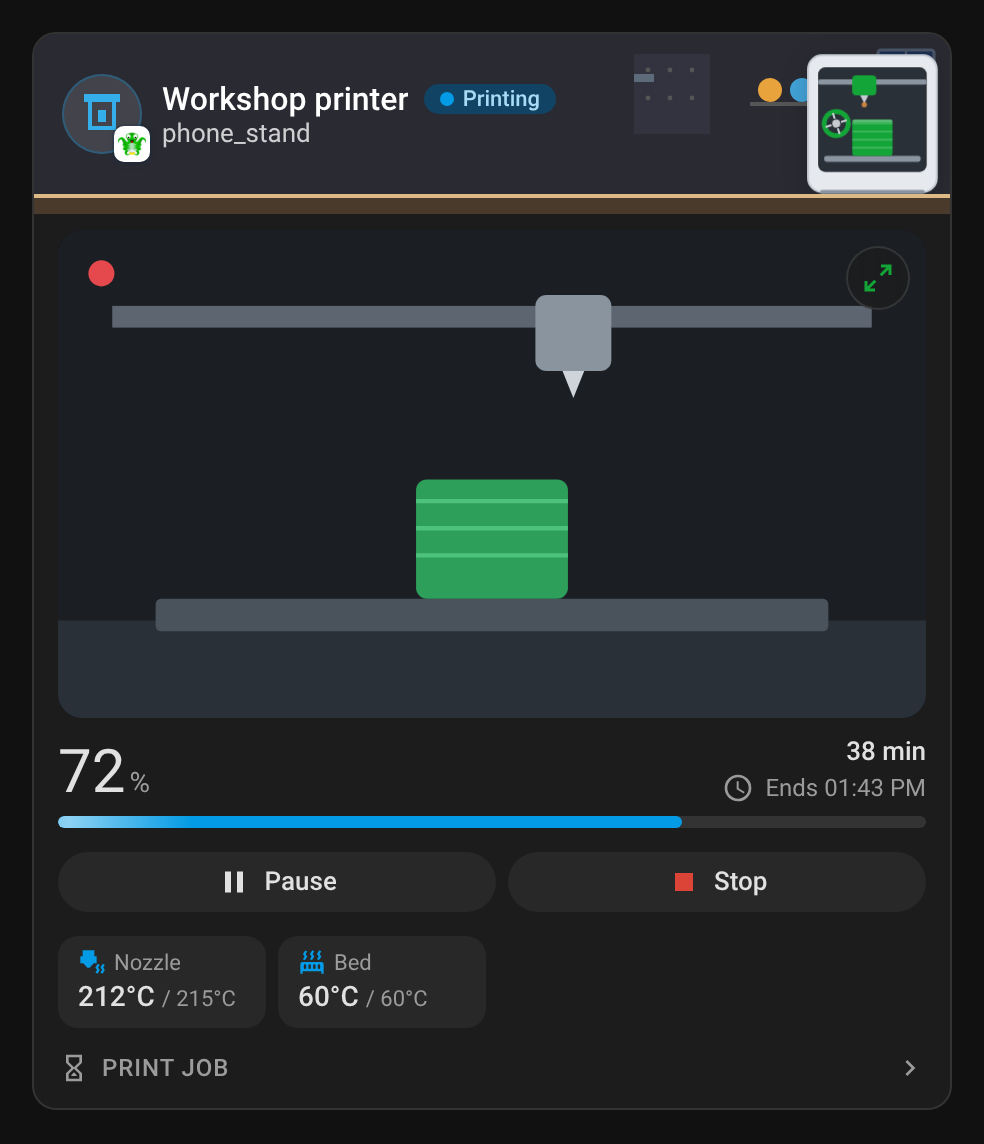 Workshop printer
Printing
phone_stand
72 %
38 min
Ends 01:43 PM
Pause
Stop
Nozzle
212°C / 215°C
Bed
60°C / 60°C
PRINT JOB